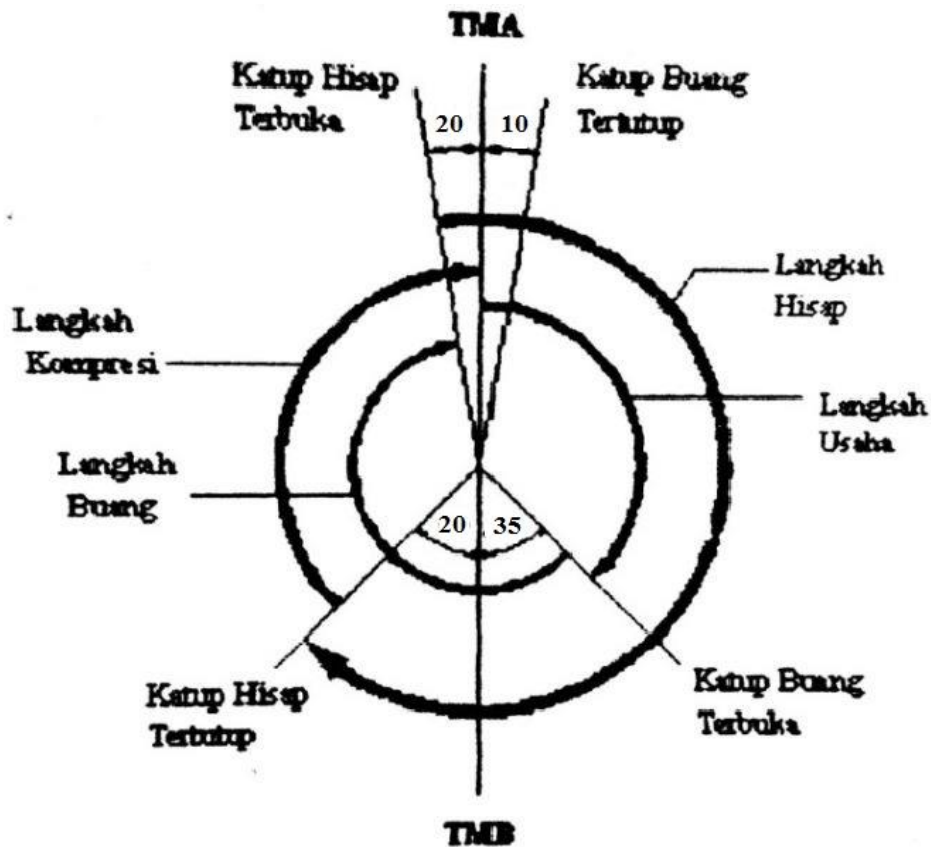 TMA
Katup Hisap
Terbuka
Katup Buang
Tertutup
20
10
Langkah
Hisap
Langkah
Kompresi
Langkah
Usaha
Langkah
Buang
20
35
Katup Hisap
Tertutup
Katup Buang
Terbuka
TMB